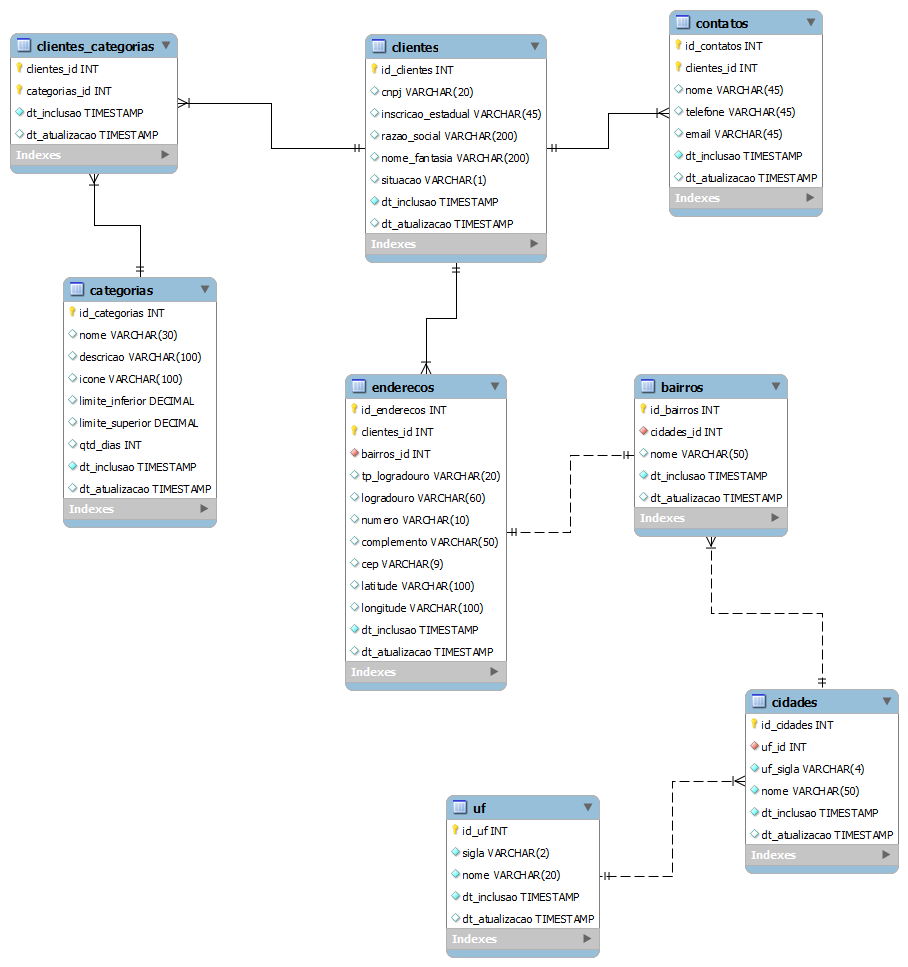 clientes_categorias
clientes_id INT
categorias_id INT
dt_inclusao TIMESTAMP
dt_atualizacao TIMESTAMP
Indexes
clientes
id_clientes INT
cnpj VARCHAR(20)
inscricao_estadual VARCHAR(45)
razao_social VARCHAR(200)
nome_fantasia VARCHAR(200)
situacao VARCHAR(1)
dt_inclusao TIMESTAMP
dt_atualizacao TIMESTAMP
Indexes
contatos
id_contatos INT
clientes_id INT
nome VARCHAR(45)
telefone VARCHAR(45)
email VARCHAR(45)
dt_inclusao TIMESTAMP
dt_atualizacao TIMESTAMP
Indexes
categorias
id_categorias INT
nome VARCHAR(30)
descricao VARCHAR(100)
icone VARCHAR(100)
limite_inferior DECIMAL
limite_superior DECIMAL
qtd_dias INT
dt_inclusao TIMESTAMP
dt_atualizacao TIMESTAMP
Indexes
enderecos
id_enderecos INT
clientes_id INT
bairros_id INT
tp_logradouro VARCHAR(20)
logradouro VARCHAR(60)
numero VARCHAR(10)
complemento VARCHAR(50)
cep VARCHAR(9)
latitude VARCHAR(100)
longitude VARCHAR(100)
dt_inclusao TIMESTAMP
dt_atualizacao TIMESTAMP
Indexes
bairros
id_bairros INT
cidades_id INT
nome VARCHAR(50)
dt_inclusao TIMESTAMP
dt_atualizacao TIMESTAMP
Indexes
cidades
id_cidades INT
uf_id INT
uf_sigla VARCHAR(4)
nome VARCHAR(50)
dt_inclusao TIMESTAMP
dt_atualizacao TIMESTAMP
Indexes
uf
id_uf INT
sigla VARCHAR(2)
nome VARCHAR(20)
dt_inclusao TIMESTAMP
dt_atualizacao TIMESTAMP
Indexes